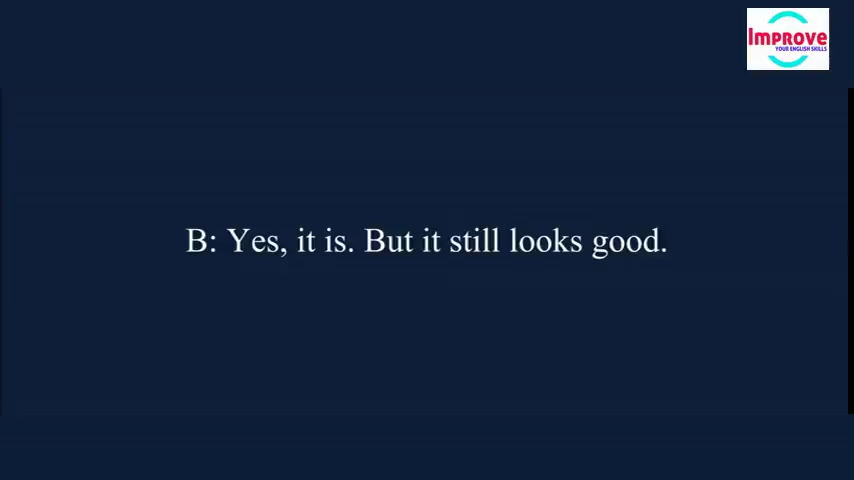 Improve
YOUR ENGLISH SKILLS
B: Yes, it is. But it still looks good.